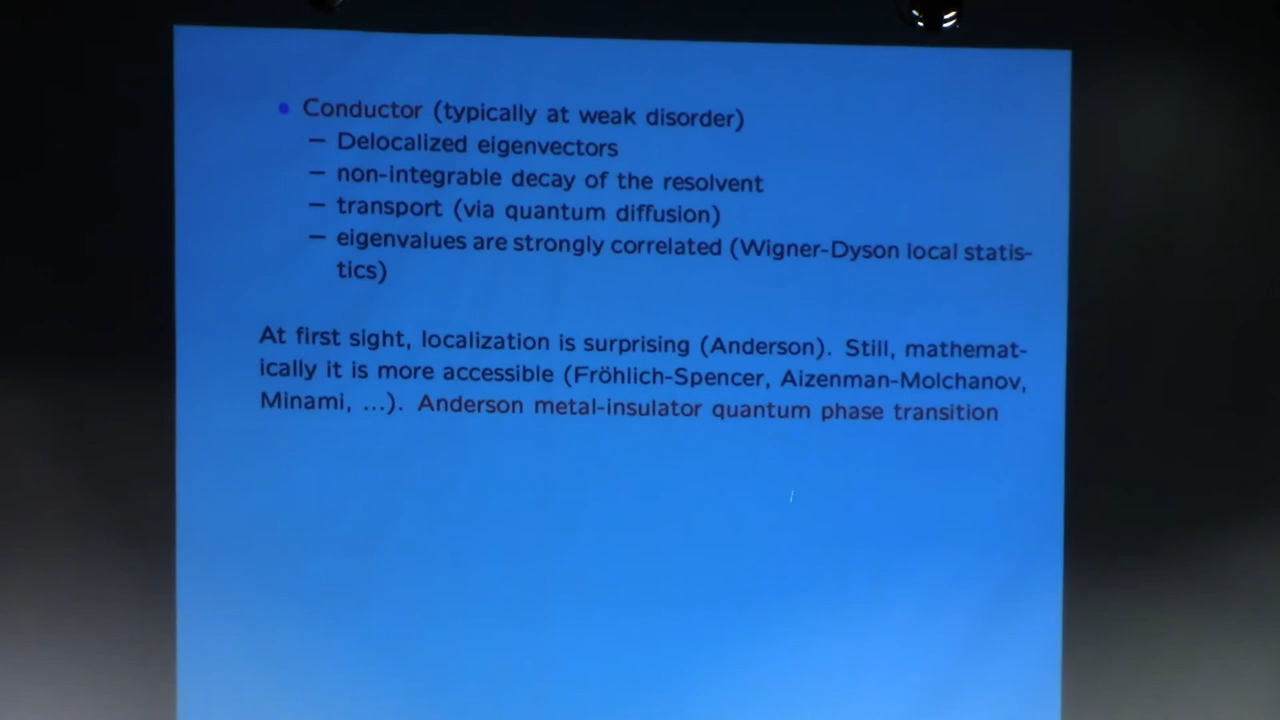 • Conductor (typically at weak disorder)
– Delocalized eigenvectors
– non-integrable decay of the resolvent
– transport (via quantum diffusion)
– eigenvalues are strongly correlated (Wigner-Dyson local statis-
tics)
At first sight, localization is surprising (Anderson). Still, mathemat-
ically it is more accessible (Fröhlich-Spencer, Aizenman-Molchanov,
Minami, ...). Anderson metal-insulator quantum phase transition